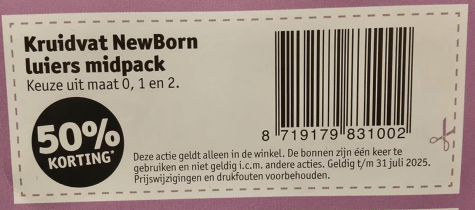 Kruidvat NewBorn
luiers midpack
Keuze uit maat 0, 1 en 2.
50%
KORTING*
8 719179 831002
Deze actie geldt alleen in de winkel. De bonnen zijn één keer te
gebruiken en niet geldig i.c.m. andere acties. Geldig t/m 31 juli 2025.
Prijswijzigingen en drukfouten voorbehouden.